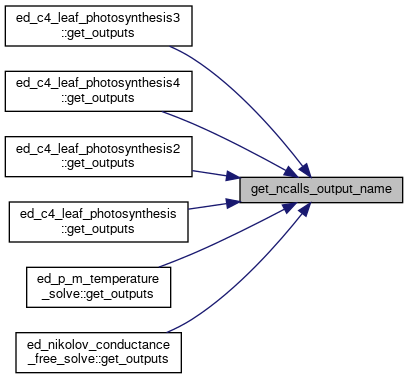 ed_c4_leaf_photosynthesis3
::get_outputs
ed_c4_leaf_photosynthesis4
::get_outputs
ed_c4_leaf_photosynthesis2
::get_outputs
get_ncalls_output_name
ed_c4_leaf_photosynthesis
::get_outputs
ed_p_m_temperature
_solve::get_outputs
ed_nikolov_conductance
_free_solve::get_outputs